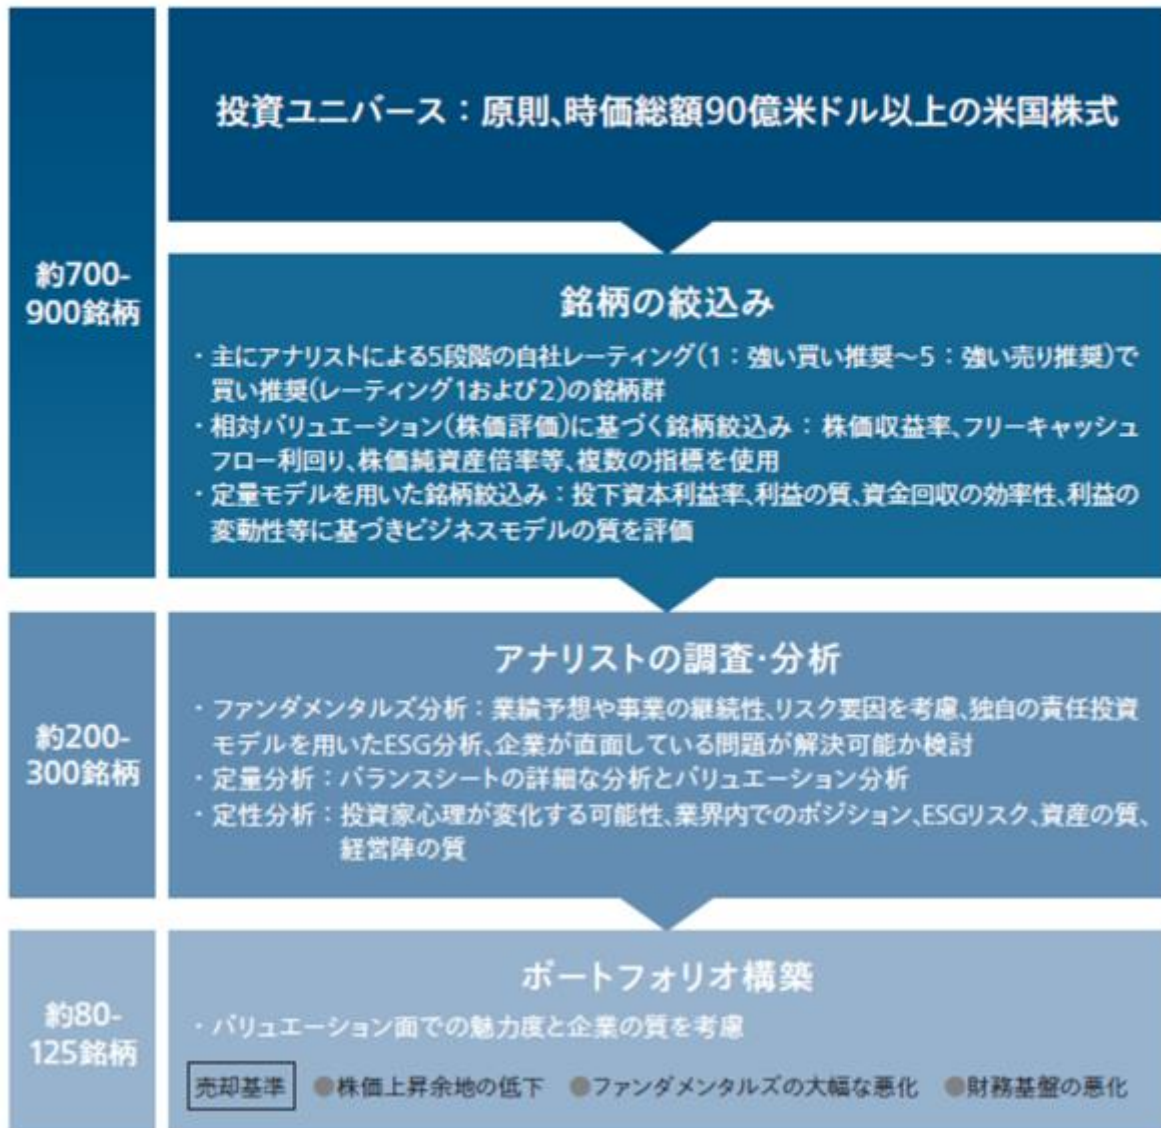 投資ユニバース：原則、時価総額90億米ドル以上の米国株式
約700-
900銘柄
銘柄の絞込み
・主にアナリストによる5段階の自社レーティング(1：強い買い推奨～5：強い売り推奨)で
買い推奨(レーティング1および2)の銘柄群
・相対バリュエーション(株価評価)に基づく銘柄絞込み：株価収益率、フリーキャッシュ
フロー利回り、株価純資産倍率等、複数の指標を使用
・定量モデルを用いた銘柄絞込み：投下資本利益率、利益の質、資金回収の効率性、利益の
変動性等に基づきビジネスモデルの質を評価
約200-
300銘柄
アナリストの調査・分析
・ファンダメンタルズ分析：業績予想や事業の継続性、リスク要因を考慮、独自の責任投資
モデルを用いたESG分析、企業が直面している問題が解決可能か検討
・定量分析：バランスシートの詳細な分析とバリュエーション分析
・定性分析：投資家心理が変化する可能性、業界内でのポジション、ESGリスク、資産の質、
経営陣の質
約80-
125銘柄
ポートフォリオ構築
・バリュエーション面での魅力度と企業の質を考慮
売却基準 ●株価上昇余地の低下 ●ファンダメンタルズの大幅な悪化 ●財務基盤の悪化